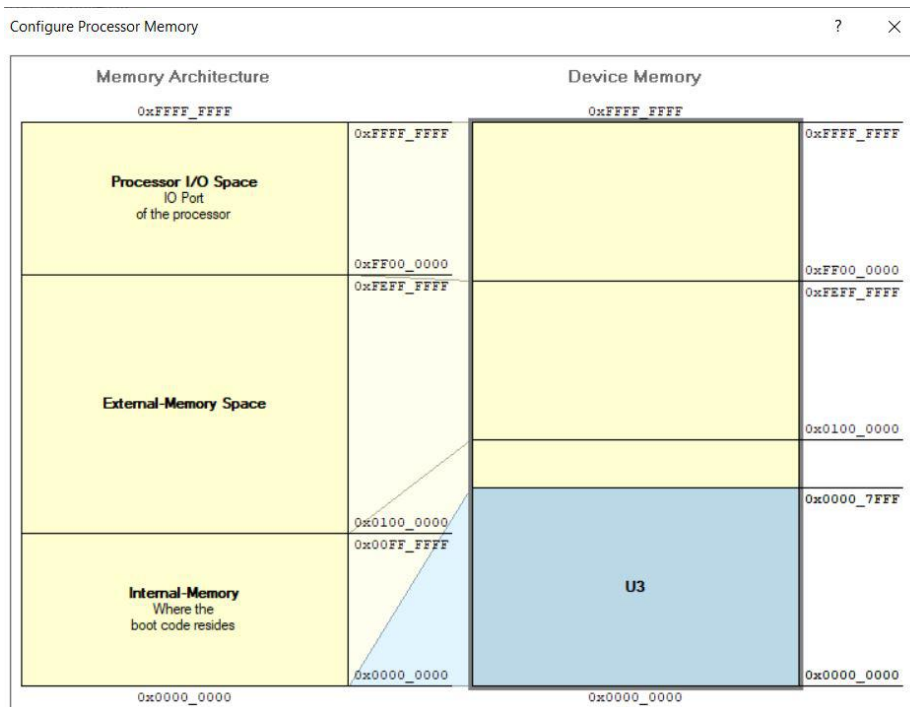 Configure Processor Memory
? ×
Memory Architecture
Device Memory
0xFFFF_FFFF
0xFFFF_FFFF
0xFFFF_FFFF
0xFFFF_FFFF
Processor I/O Space
IO Port
of the processor
0xFF00_0000
0xFF00_0000
0xFEFF_FFFF
0xFEFF_FFFF
External-Memory Space
0x0100_0000
0x0000_7FFF
0x0100_0000
0x00FF_FFFF
Internal-Memory
Where the
boot code resides
U3
0x0000_0000
0x0000_0000
0x0000_0000
0x0000_0000